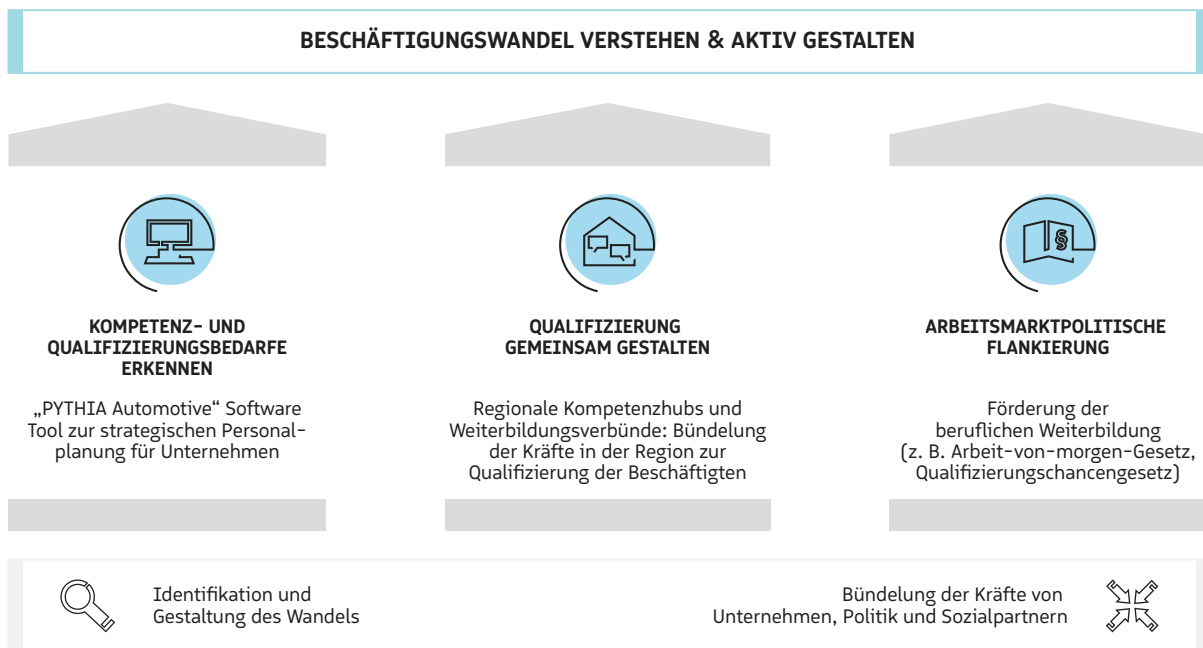 BESCHÄFTIGUNGSWANDEL VERSTEHEN & AKTIV GESTALTEN
KOMPETENZ- UND
QUALIFIZIERUNGSBEDARFE
ERKENNEN
„PYTHIA Automotive“ Software
Tool zur strategischen Personal-
planung für Unternehmen
QUALIFIZIERUNG
GEMEINSAM GESTALTEN
Regionale Kompetenzhubs und
Weiterbildungsverbünde: Bündelung
der Kräfte in der Region zur
Qualifizierung der Beschäftigten
§
ARBEITSMARKTPOLITISCHE
FLANKIERUNG
Förderung der
beruflichen Weiterbildung
(z. B. Arbeit-von-morgen-Gesetz,
Qualifizierungschancengesetz)
Identifikation und
Gestaltung des Wandels
Bündelung der Kräfte von
Unternehmen, Politik und Sozialpartnern